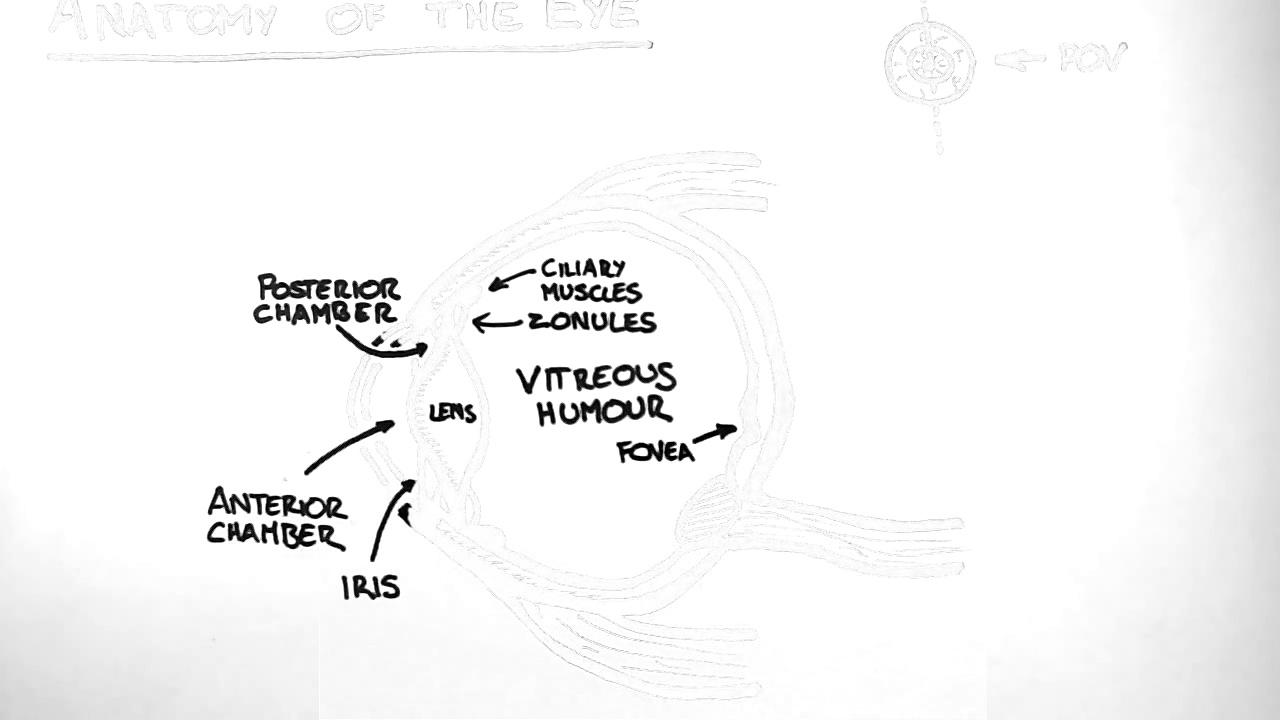 ANATOMY OF THE EYE
POV
POSTERIOR
CHAMBER
CILIARY
MUSCLES
ZONULES
VITREOUS
HUMOUR
LENS
FOVEA
ANTERIOR
CHAMBER
IRIS